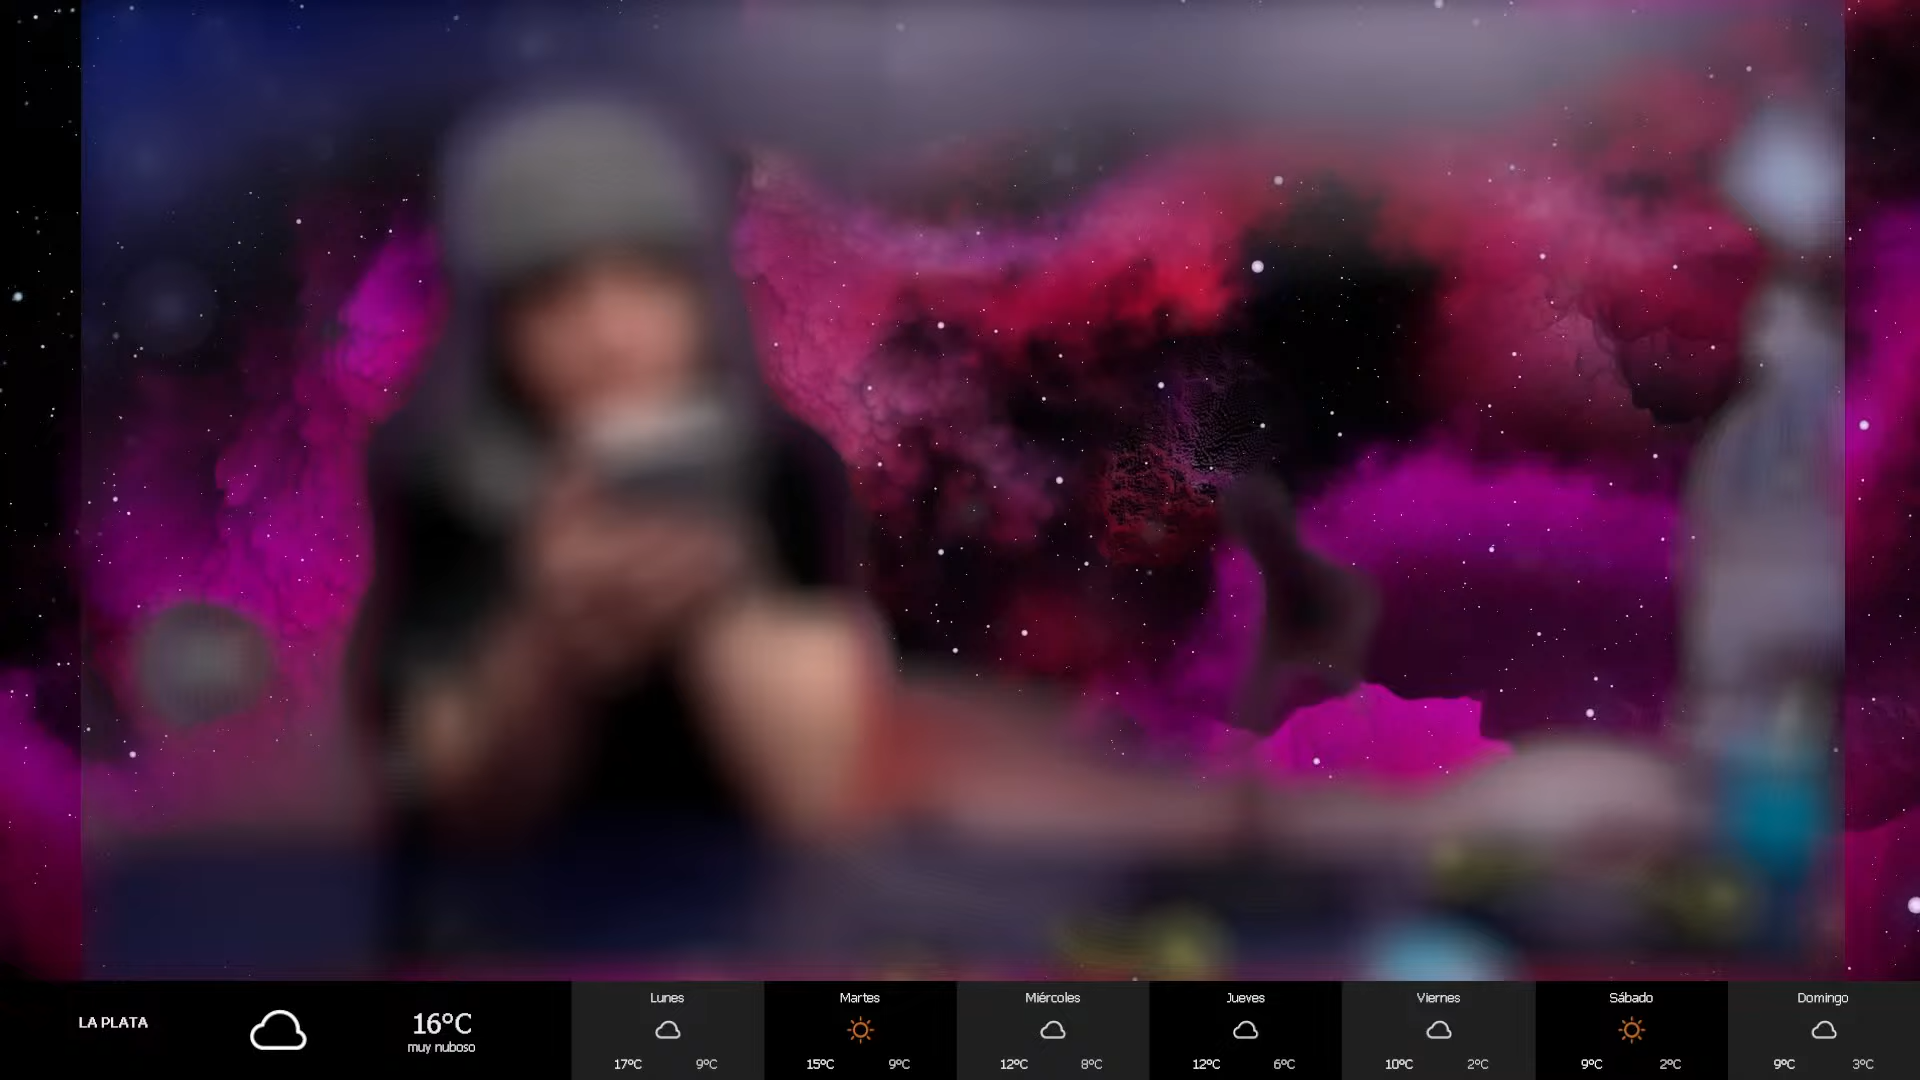 LA PLATA
16°C
muy nuboso
Lunes
17°C 9°C
Martes
15°C 9°C
Miércoles
12°C 8°C
Jueves
12°C 6°C
Viernes
10°C 2°C
Sábado
9°C 2°C
Domingo
9°C 3°C